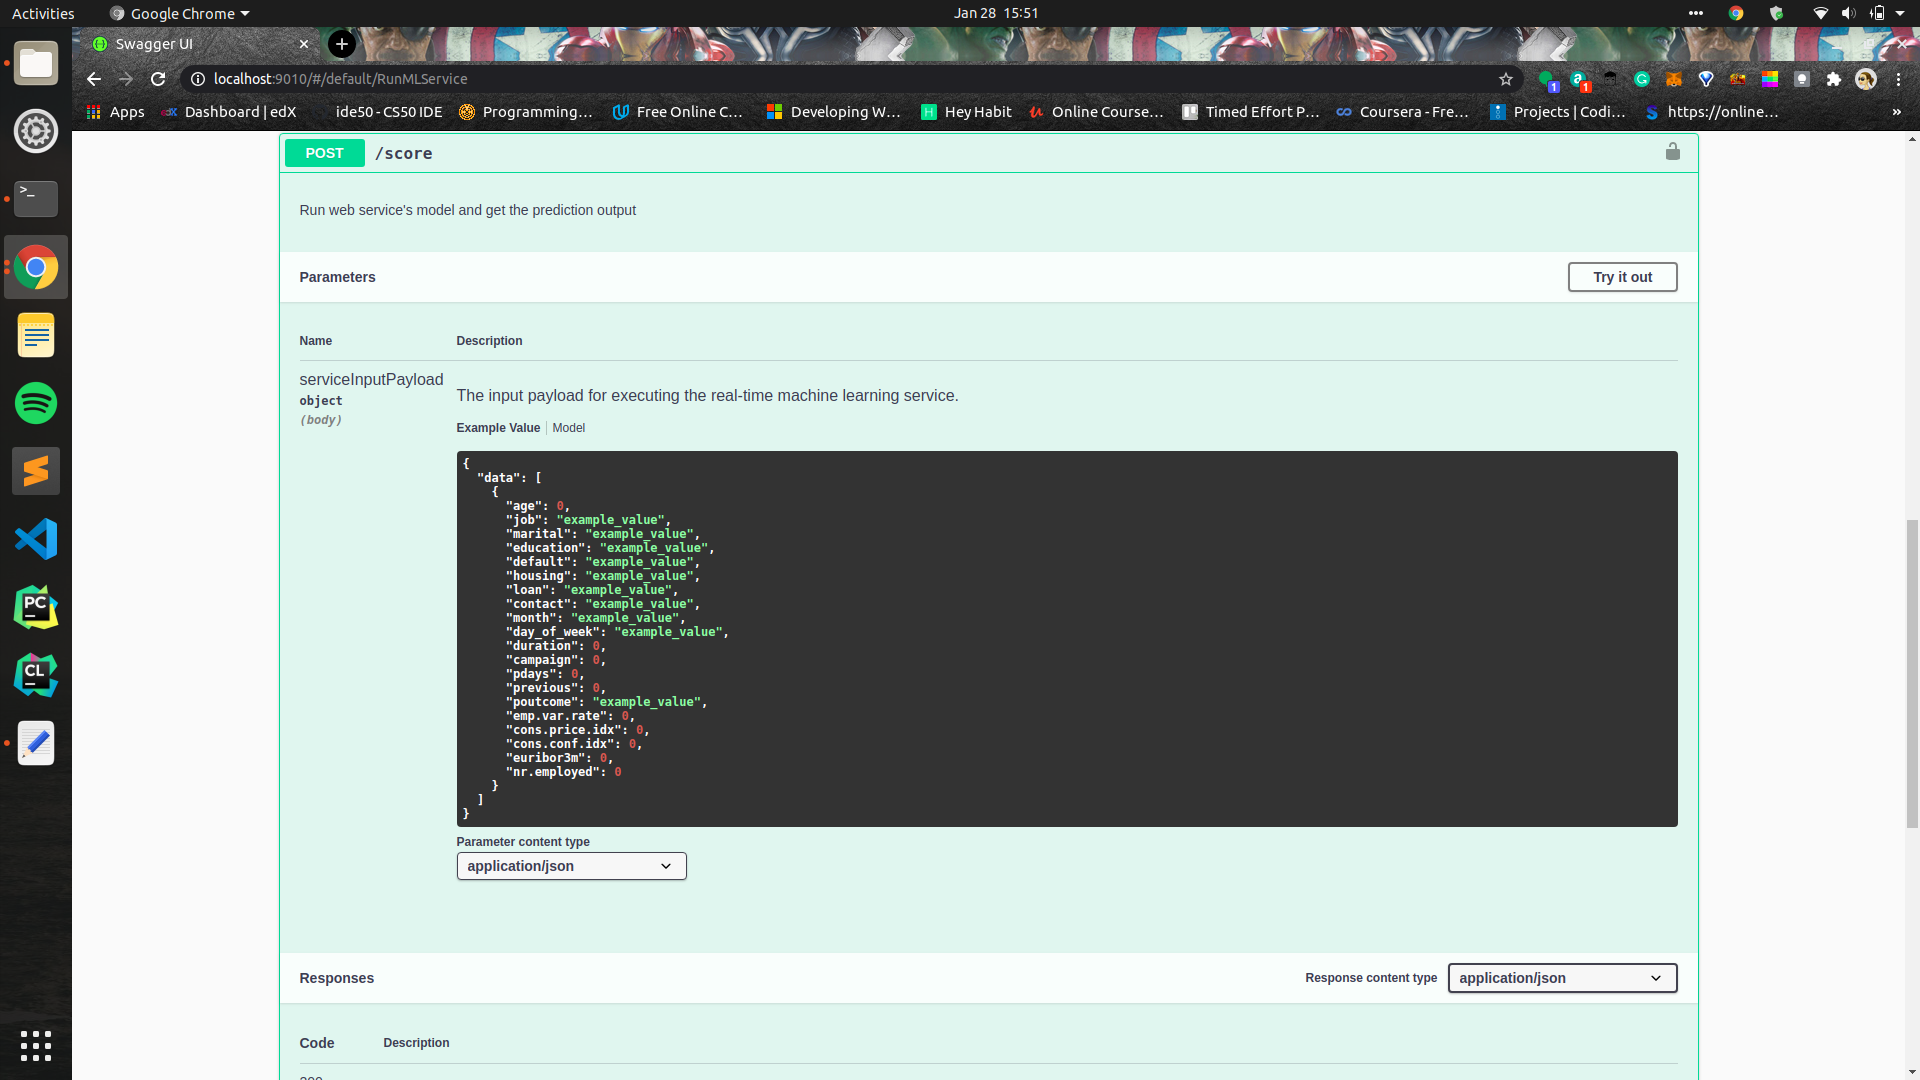 Activities
Google Chrome
Jan 28 15:51
Swagger UI
localhost:9010/#/default/RunMLService
1
1
Apps
Dashboard | edX
ide50 - CS50 IDE
Programming...
Free Online C...
Developing W...
Hey Habit
Online Course...
Timed Effort P...
Coursera - Fre...
Projects | Codi...
https://online...
»
POST /score
Run web service's model and get the prediction output
Parameters
Try it out
Name
Description
serviceInputPayload
object
(body)
The input payload for executing the real-time machine learning service.
Example Value | Model
{
"data": [
{
"age": 0,
"job": "example_value",
"marital": "example_value",
"education": "example_value",
"default": "example_value",
"housing": "example_value",
"loan": "example_value",
"contact": "example_value",
"month": "example_value",
"day_of_week": "example_value",
"duration": 0,
"campaign": 0,
"pdays": 0,
"previous": 0,
"poutcome": "example_value",
"emp.var.rate": 0,
"cons.price.idx": 0,
"cons.conf.idx": 0,
"euribor3m": 0,
"nr.employed": 0
}
]
}
Parameter content type
application/json
Responses
Response content type
application/json
Code
Description
PC
CL